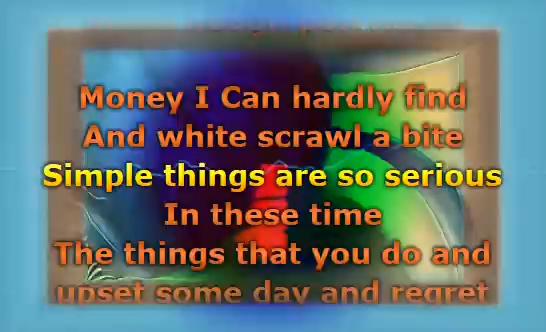 Money I Can hardly find
And white scrawl a bite
Simple things are so serious
In these time
The things that you do and
upset some day and regret